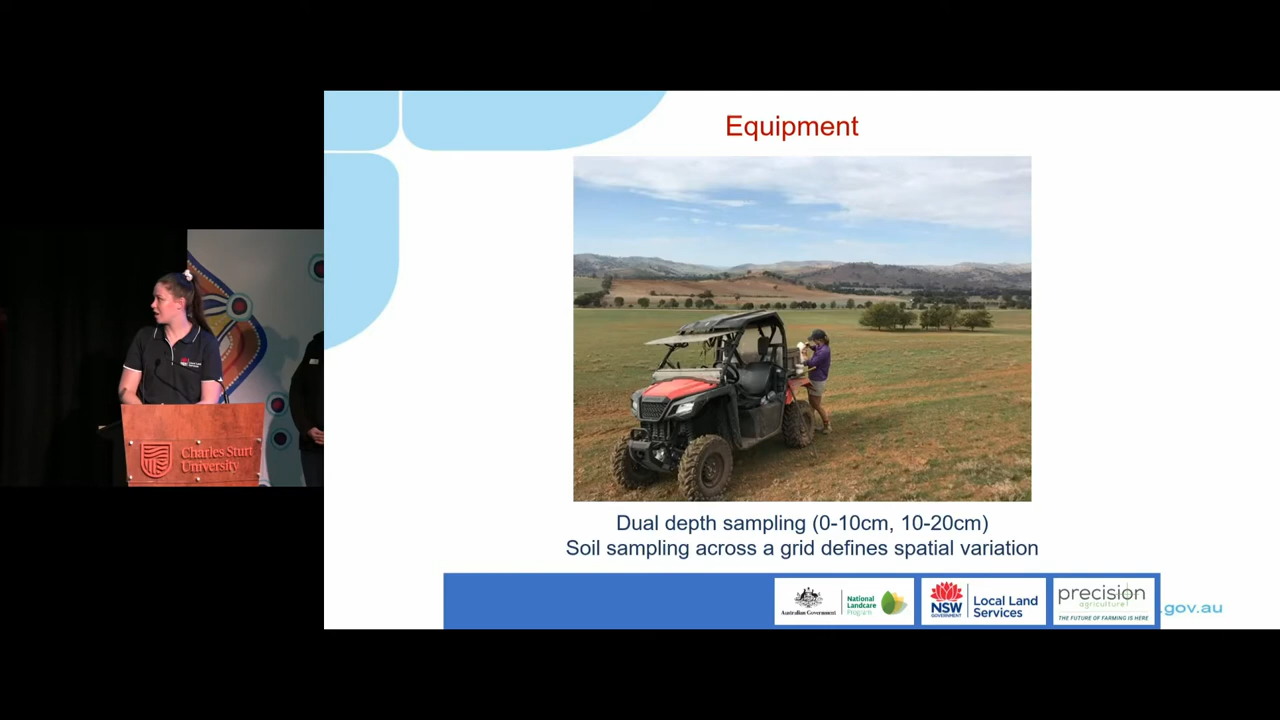 Equipment
Dual depth sampling (0-10cm, 10-20cm)
Soil sampling across a grid defines spatial variation
Australian Government
National
Landcare
Program
NSW
GOVERNMENT
Local Land
Services
precision
agriculture
THE FUTURE OF FARMING IS HERE
.gov.au
Charles Sturt
University